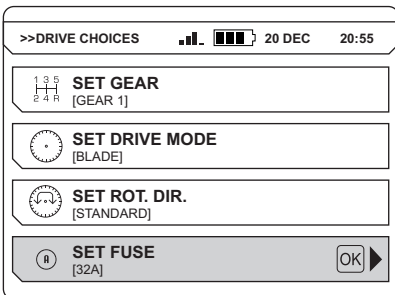 >>DRIVE CHOICES 20 DEC 20:55
1 3 5
2 4 R
SET GEAR
[GEAR 1]
SET DRIVE MODE
[BLADE]
SET ROT. DIR.
[STANDARD]
A
SET FUSE
[32A]
OK